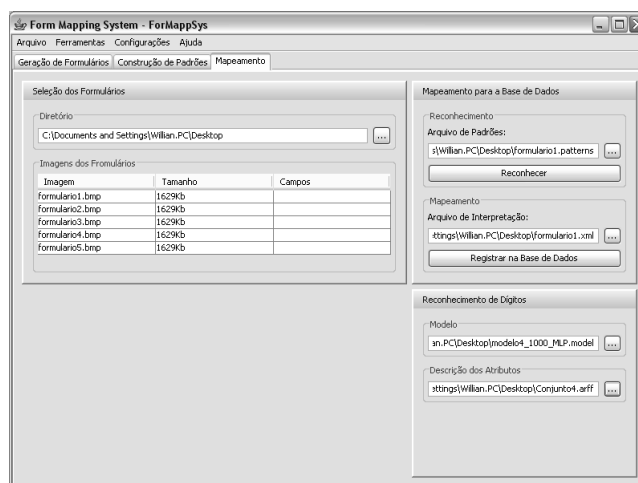 Form Mapping System - ForMappSys
Arquivo Ferramentas Configurações Ajuda
Geração de Formulários Construção de Padrões Mapeamento
Seleção dos Formulários
Diretório
C:\Documents and Settings\Willian.PC\Desktop
...
Imagens dos Fromulários
Imagem Tamanho Campos
formulario1.bmp 1629Kb
formulario2.bmp 1629Kb
formulario3.bmp 1629Kb
formulario4.bmp 1629Kb
formulario5.bmp 1629Kb
Mapeamento para a Base de Dados
Reconhecimento
Arquivo de Padrões:
s\Willian.PC\Desktop\formulario1.patterns ...
Reconhecer
Mapeamento
Arquivo de Interpretação:
ttings\Willian.PC\Desktop\formulario1.xml ...
Registrar na Base de Dados
Reconhecimento de Dígitos
Modelo
an.PC\Desktop\modelo4_1000_MLP.model ...
Descrição dos Atributos
ettings\Willian.PC\Desktop\Conjunto4.arff ...